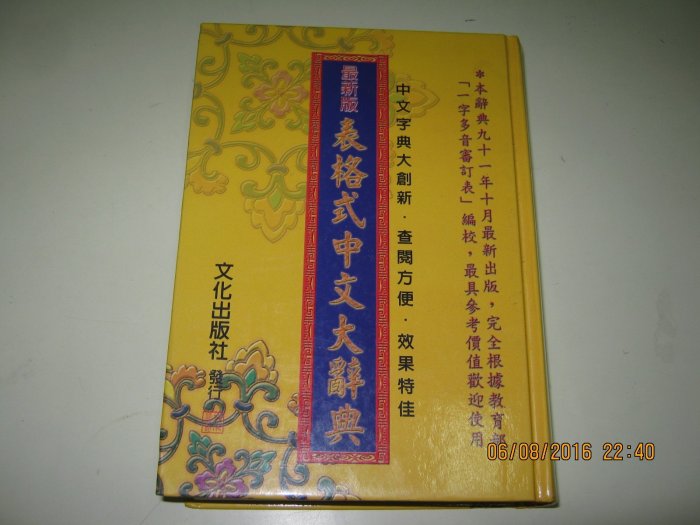 *本辭典九十一年十月最新出版，完全根據教育部
「一字多音審訂表」編校，最具參考價值歡迎使用
中文字典大創新·查閱方便·效果特佳
最新版 表格式中文大辭典
文化出版社 發行
06/08/2016 22:40